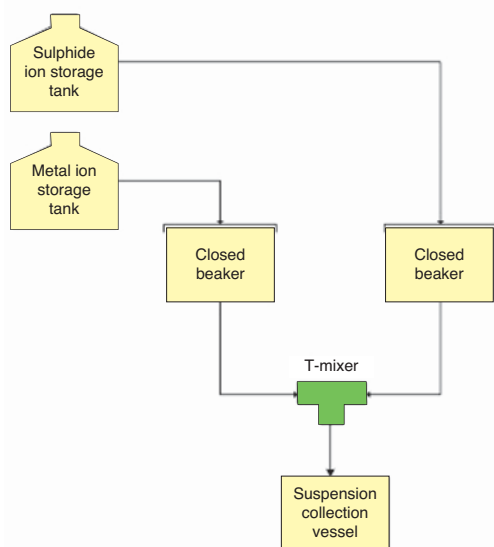 Sulphide
ion storage
tank
Metal ion
storage
tank
Closed
beaker
Closed
beaker
T-mixer
Suspension
collection
vessel